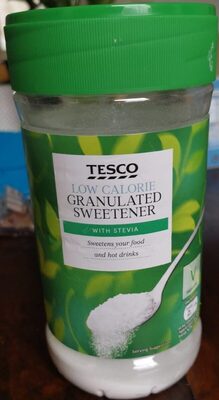 TESCO
LOW CALORIE
GRANULATED
SWEETENER
WITH STEVIA
Sweetens your food
and hot drinks
V